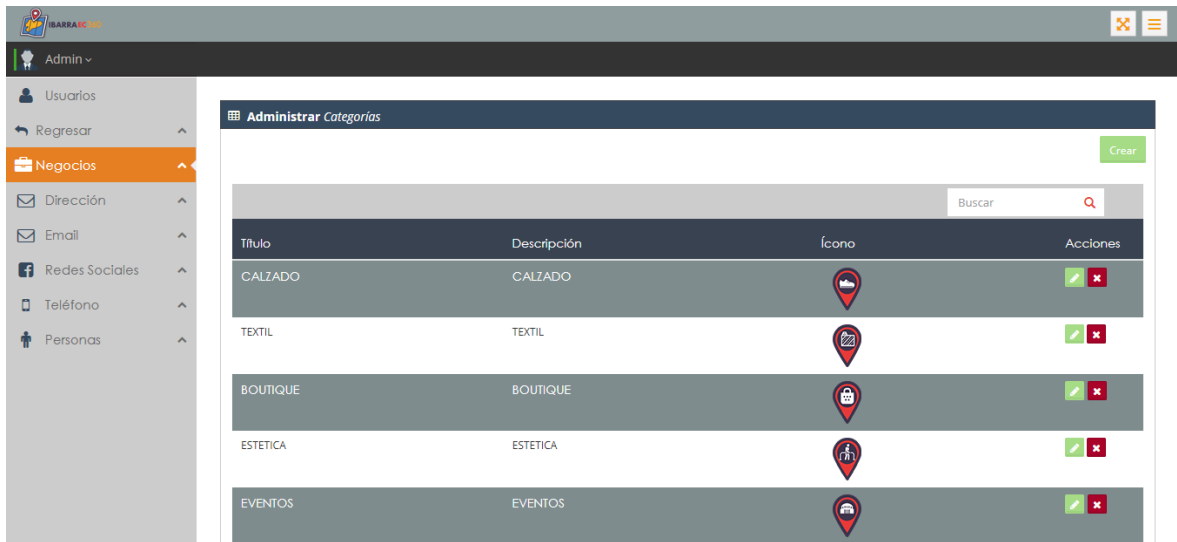 IBARRAEC
Admin
Usuarios
Regresar
Negocios
Dirección
Email
Redes Sociales
Teléfono
Personas
Administrar Categorías
Crear
Buscar
Título Descripción Ícono Acciones
CALZADO CALZADO
TEXTIL TEXTIL
BOUTIQUE BOUTIQUE
ESTETICA ESTETICA
EVENTOS EVENTOS